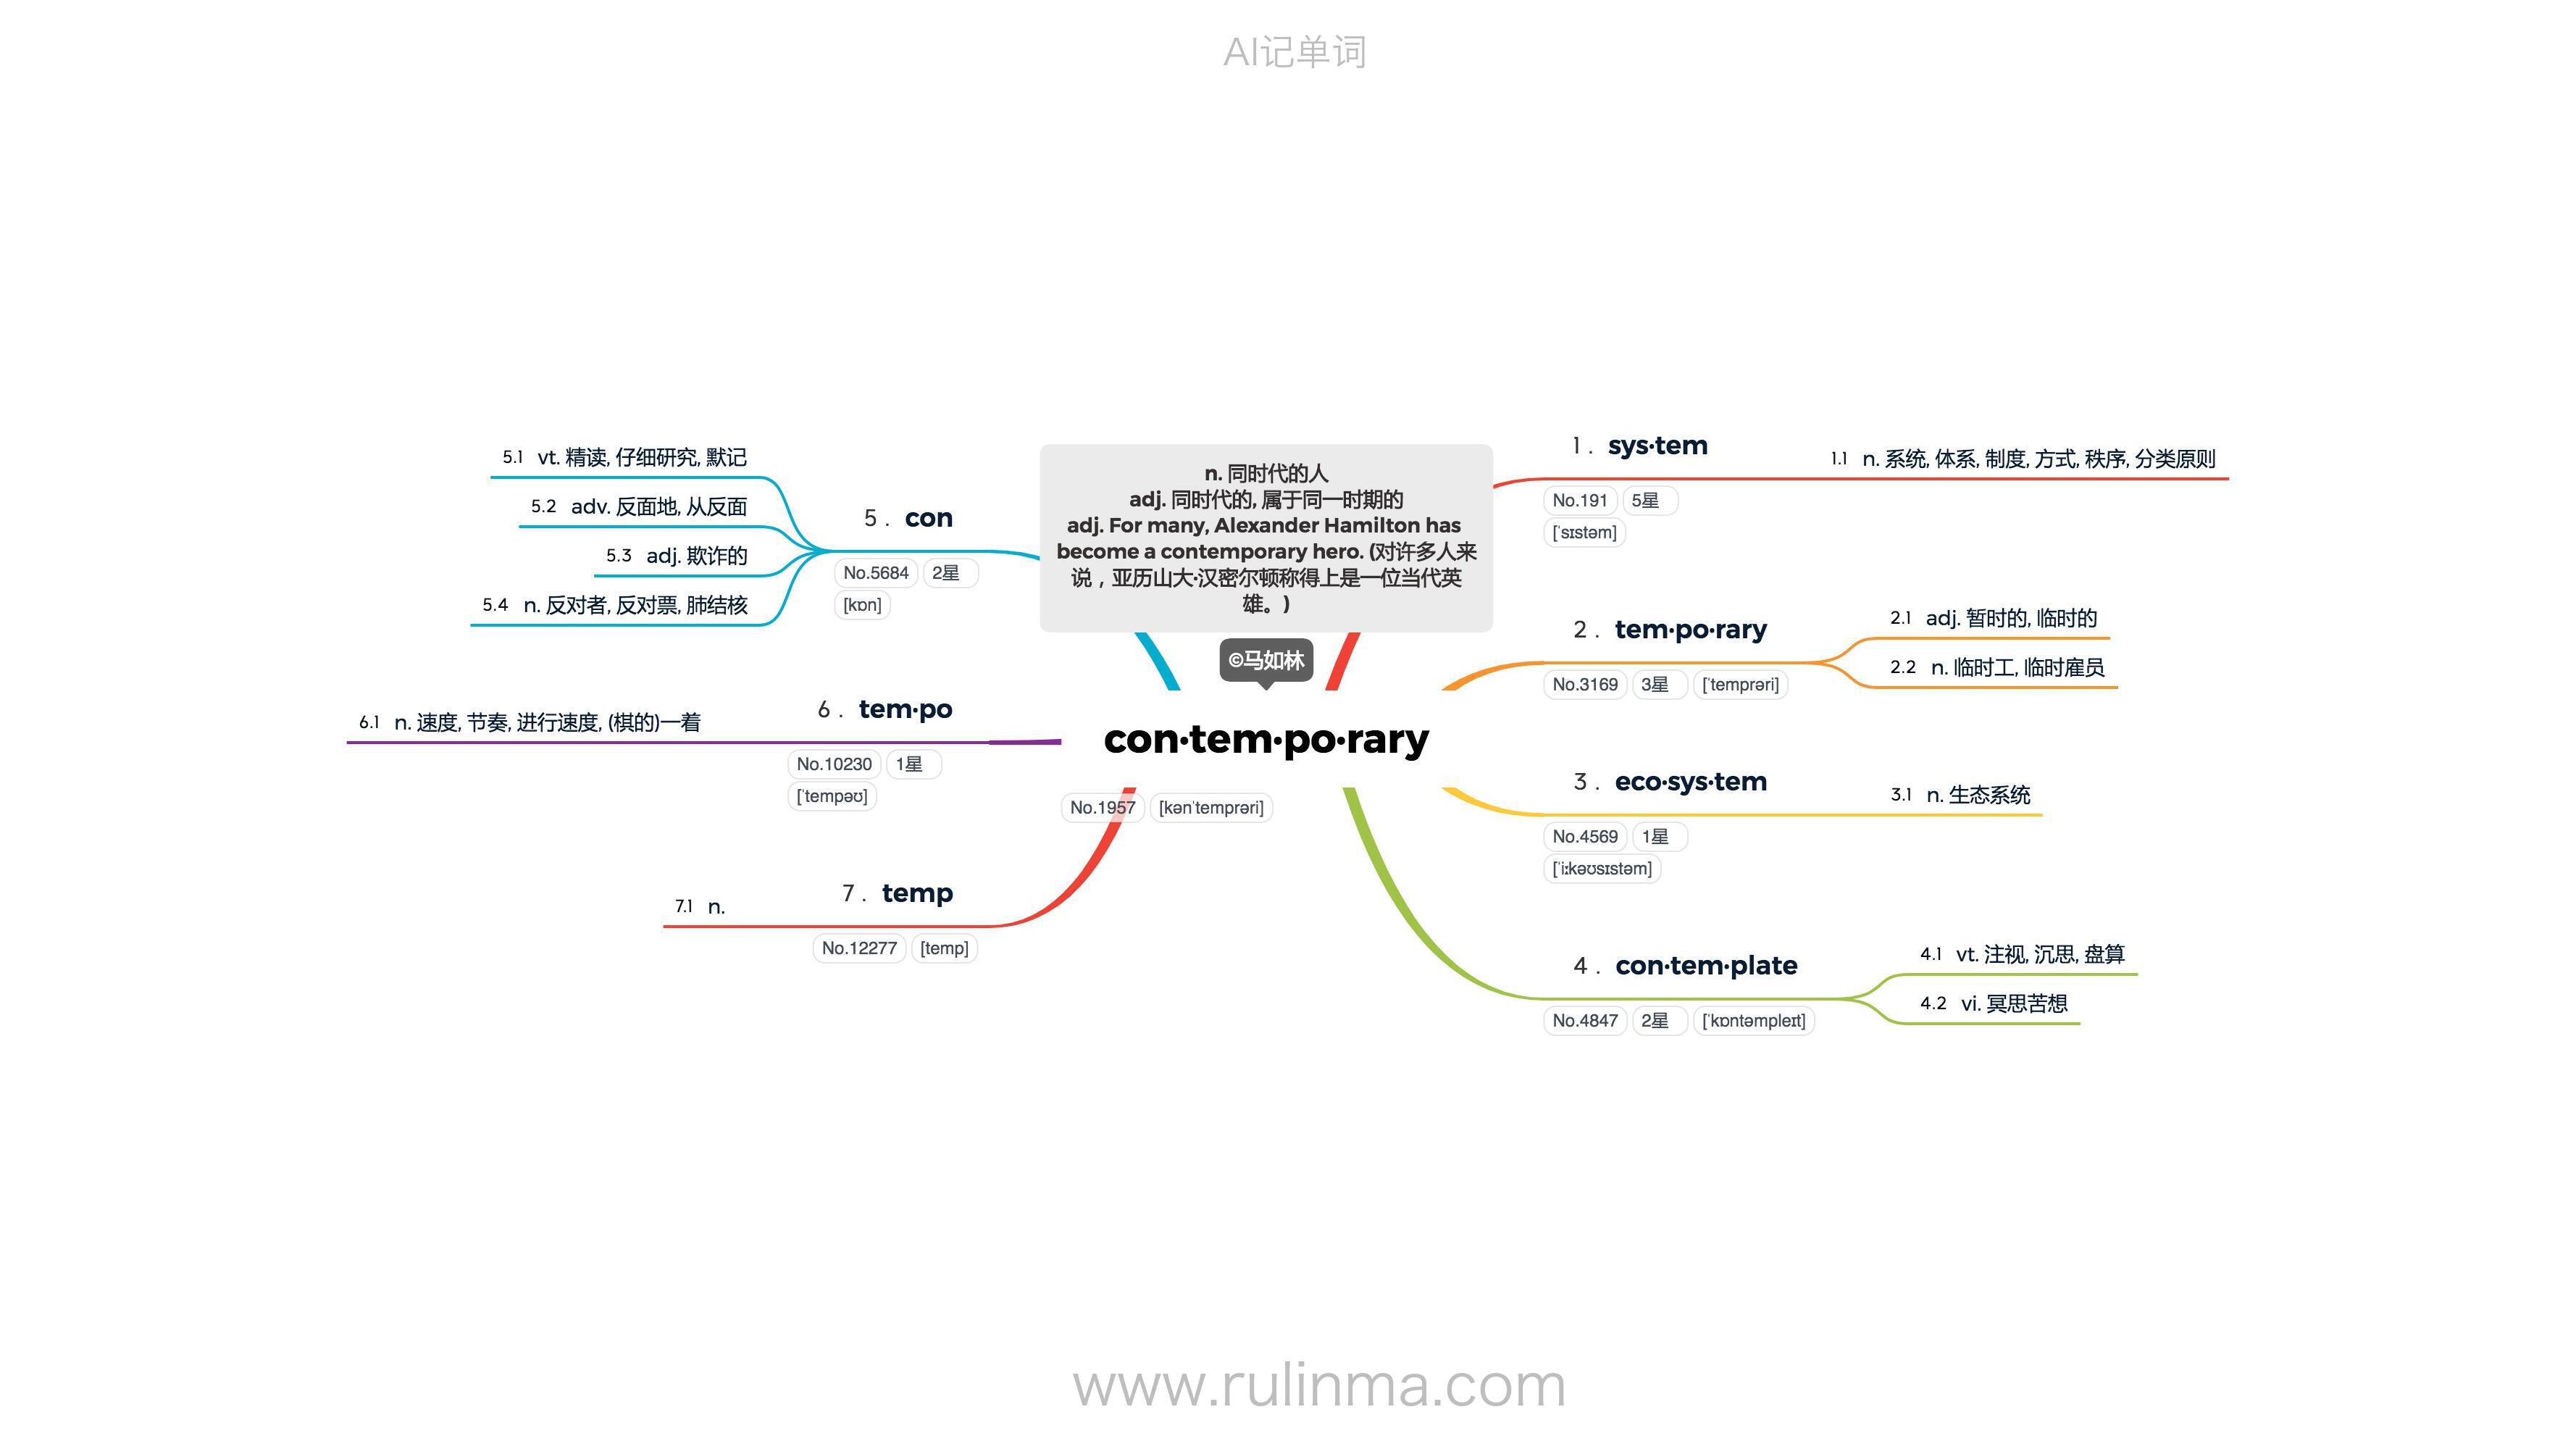 AI记单词
n. 同时代的人
adj. 同时代的, 属于同一时期的
adj. For many, Alexander Hamilton has
become a contemporary hero. (对许多人来
说，亚历山大·汉密尔顿称得上是一位当代英
雄。)
©马如林
con·tem·po·rary
No.1957 [kənˈtemprəri]
1. sys·tem
No.191 5星
[ˈsɪstəm]
1.1 n. 系统, 体系, 制度, 方式, 秩序, 分类原则
2. tem·po·rary
No.3169 3星 [ˈtemprəri]
2.1 adj. 暂时的, 临时的
2.2 n. 临时工, 临时雇员
3. eco·sys·tem
No.4569 1星
[ˈiːkəʊsɪstəm]
3.1 n. 生态系统
4. con·tem·plate
No.4847 2星 [ˈkɒntəmpleɪt]
4.1 vt. 注视, 沉思, 盘算
4.2 vi. 冥思苦想
5. con
No.5684 2星
[kɒn]
5.1 vt. 精读, 仔细研究, 默记
5.2 adv. 反面地, 从反面
5.3 adj. 欺诈的
5.4 n. 反对者, 反对票, 肺结核
6. tem·po
No.10230 1星
[ˈtempəʊ]
6.1 n. 速度, 节奏, 进行速度, (棋的)一着
7. temp
No.12277 [temp]
7.1 n.
www.rulinma.com